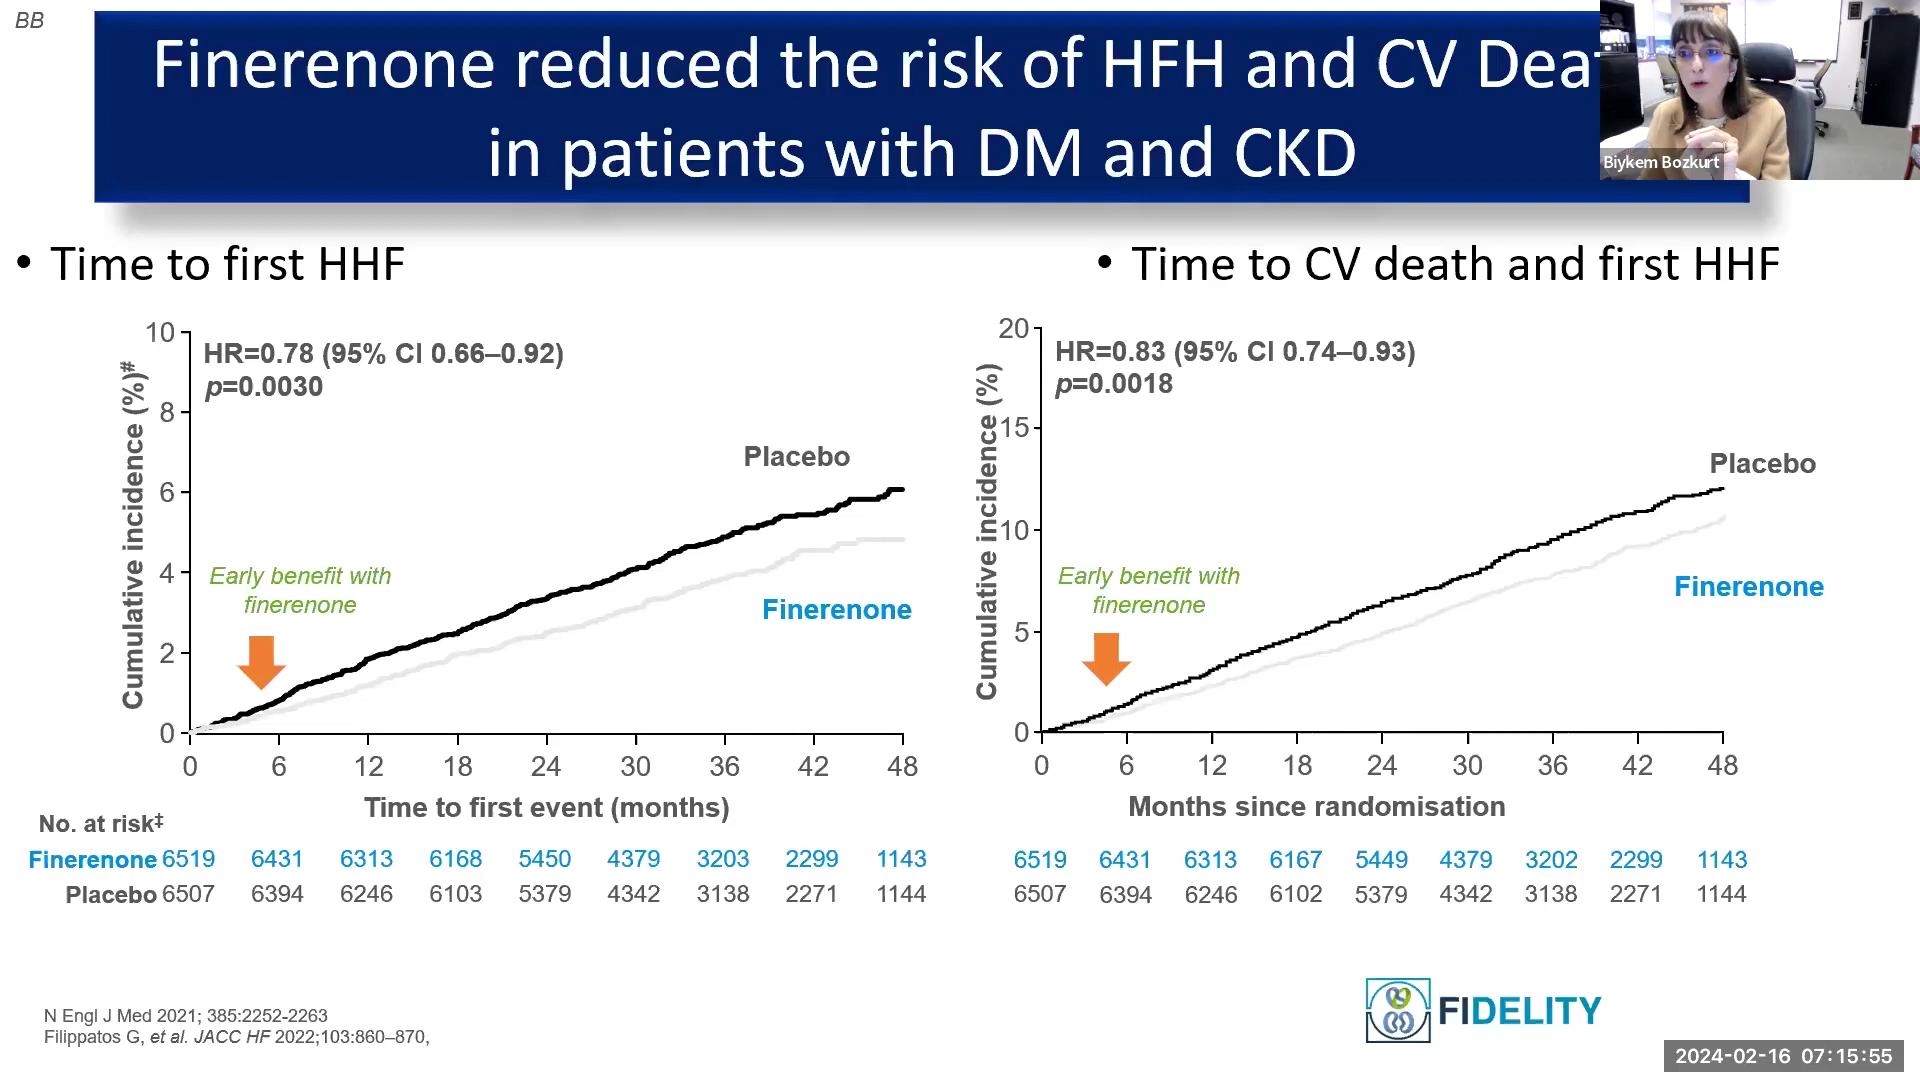 BB
Finerenone reduced the risk of HFH and CV Dea
in patients with DM and CKD
Biykem Bozkurt
• Time to first HHF
10
8
6
4
2
0
Cumulative incidence (%)#
HR=0.78 (95% CI 0.66–0.92)
p=0.0030
Placebo
Early benefit with
finerenone
Finerenone
0 6 12 18 24 30 36 42 48
Time to first event (months)
No. at risk‡
Finerenone 6519 6431 6313 6168 5450 4379 3203 2299 1143
Placebo 6507 6394 6246 6103 5379 4342 3138 2271 1144
• Time to CV death and first HHF
20
15
10
5
0
Cumulative incidence (%)
HR=0.83 (95% CI 0.74–0.93)
p=0.0018
Placebo
Early benefit with
finerenone
Finerenone
0 6 12 18 24 30 36 42 48
Months since randomisation
6519 6431 6313 6167 5449 4379 3202 2299 1143
6507 6394 6246 6102 5379 4342 3138 2271 1144
N Engl J Med 2021; 385:2252-2263
Filippatos G, et al. JACC HF 2022;103:860–870,
FIDELITY
2024-02-16 07:15:55